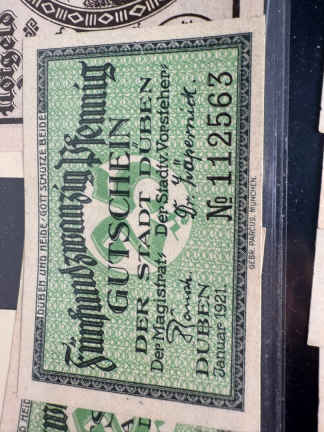 DÜBEN UND HEIDE/GOTT SCHÜTZE BEIDE
Fünfundzwanzig Pfennig
GUTSCHEIN
DER STADT DÜBEN
Der Magistrat: Der Stadtv. Vorsteher:
DÜBEN
Januar 1921.
№ 112563
GEBR. PARCUS, MÜNCHEN.